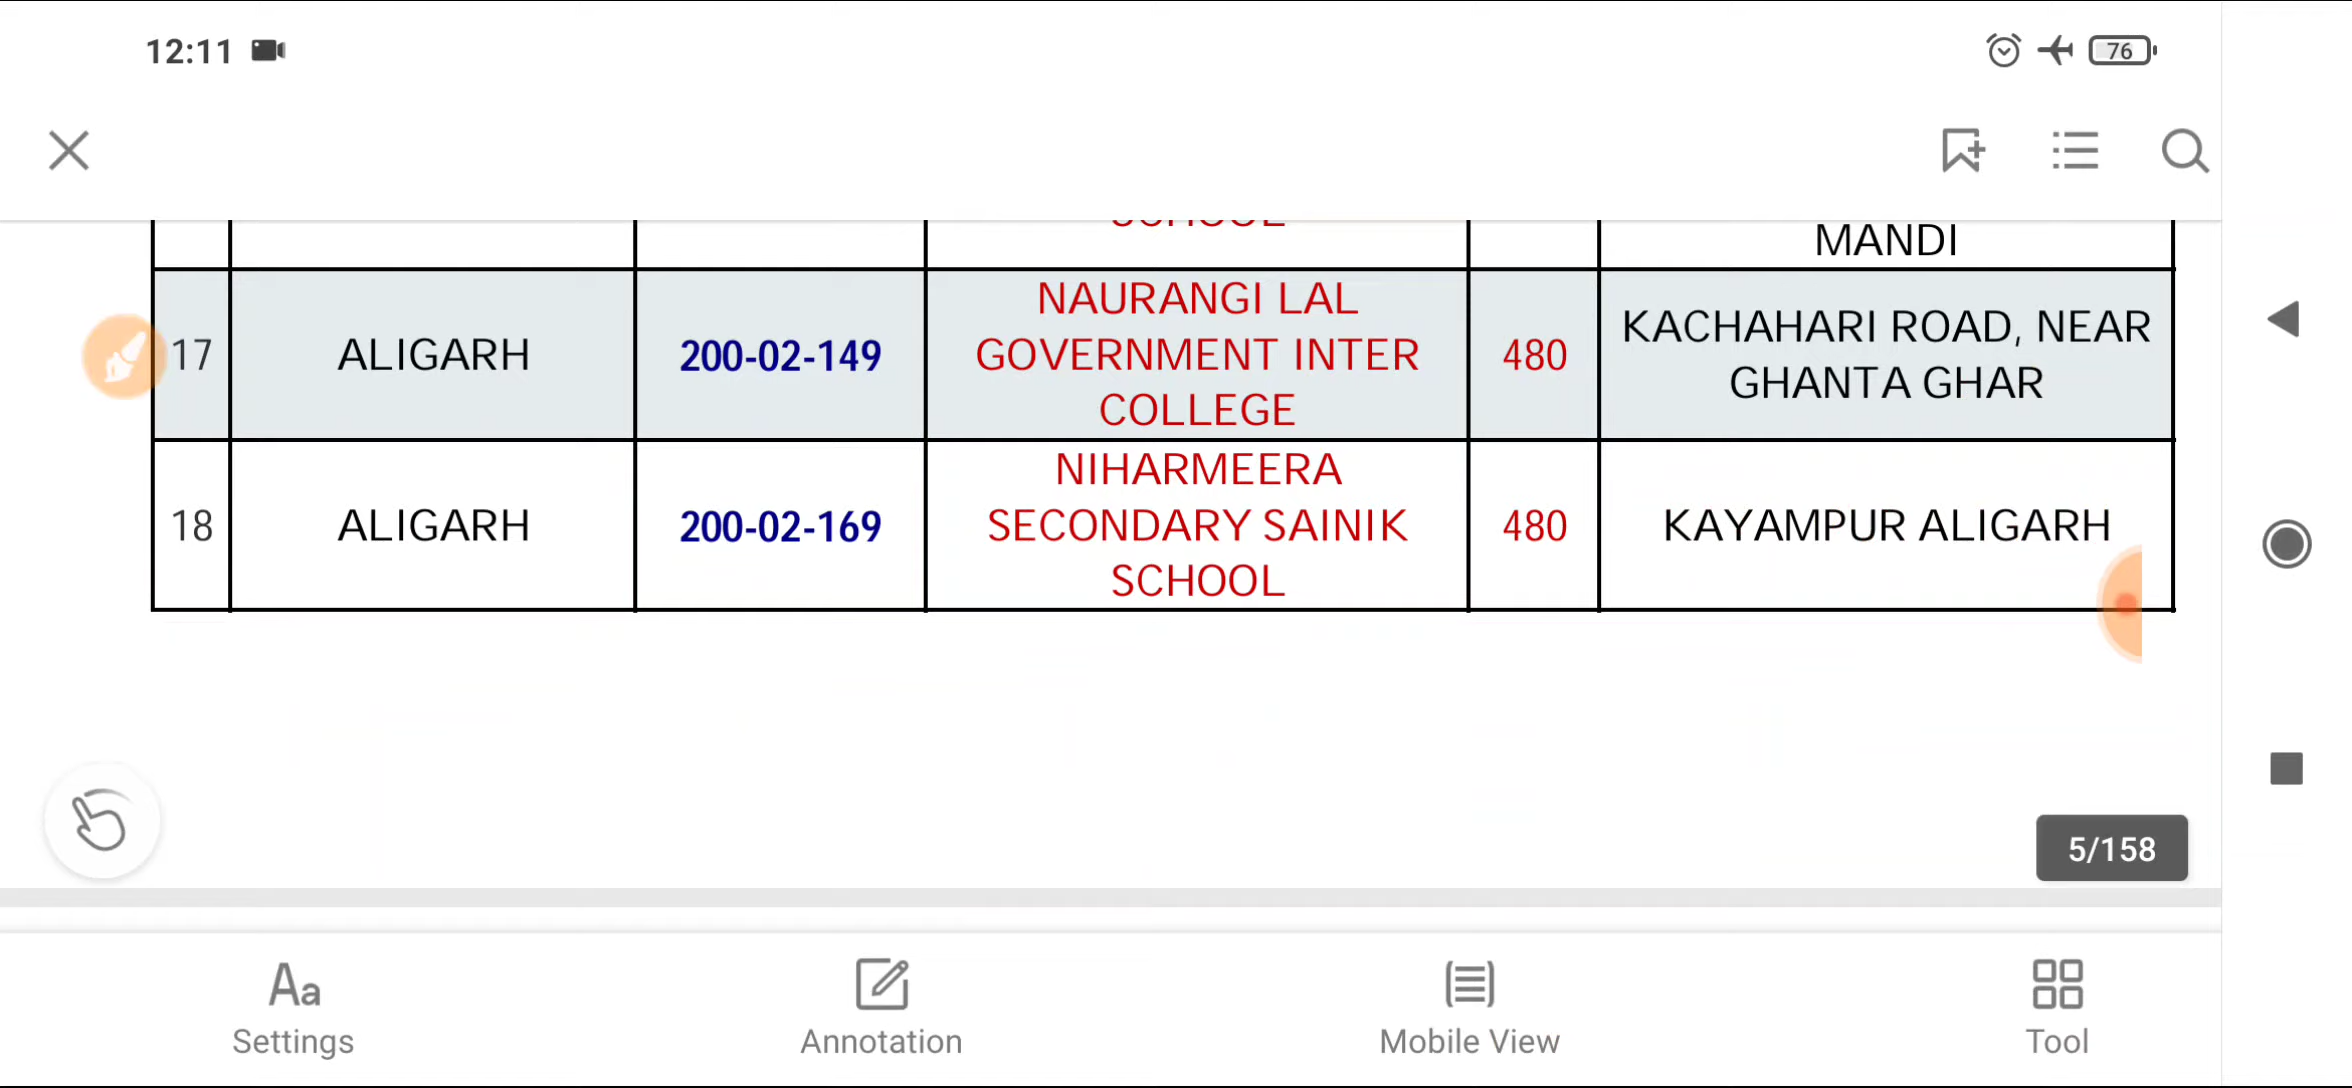 12:11
76
MANDI
17
ALIGARH
200-02-149
NAURANGI LAL
GOVERNMENT INTER
COLLEGE
480
KACHAHARI ROAD, NEAR
GHANTA GHAR
18
ALIGARH
200-02-169
NIHARMEERA
SECONDARY SAINIK
SCHOOL
480
KAYAMPUR ALIGARH
5/158
Aa
Settings
Annotation
Mobile View
Tool